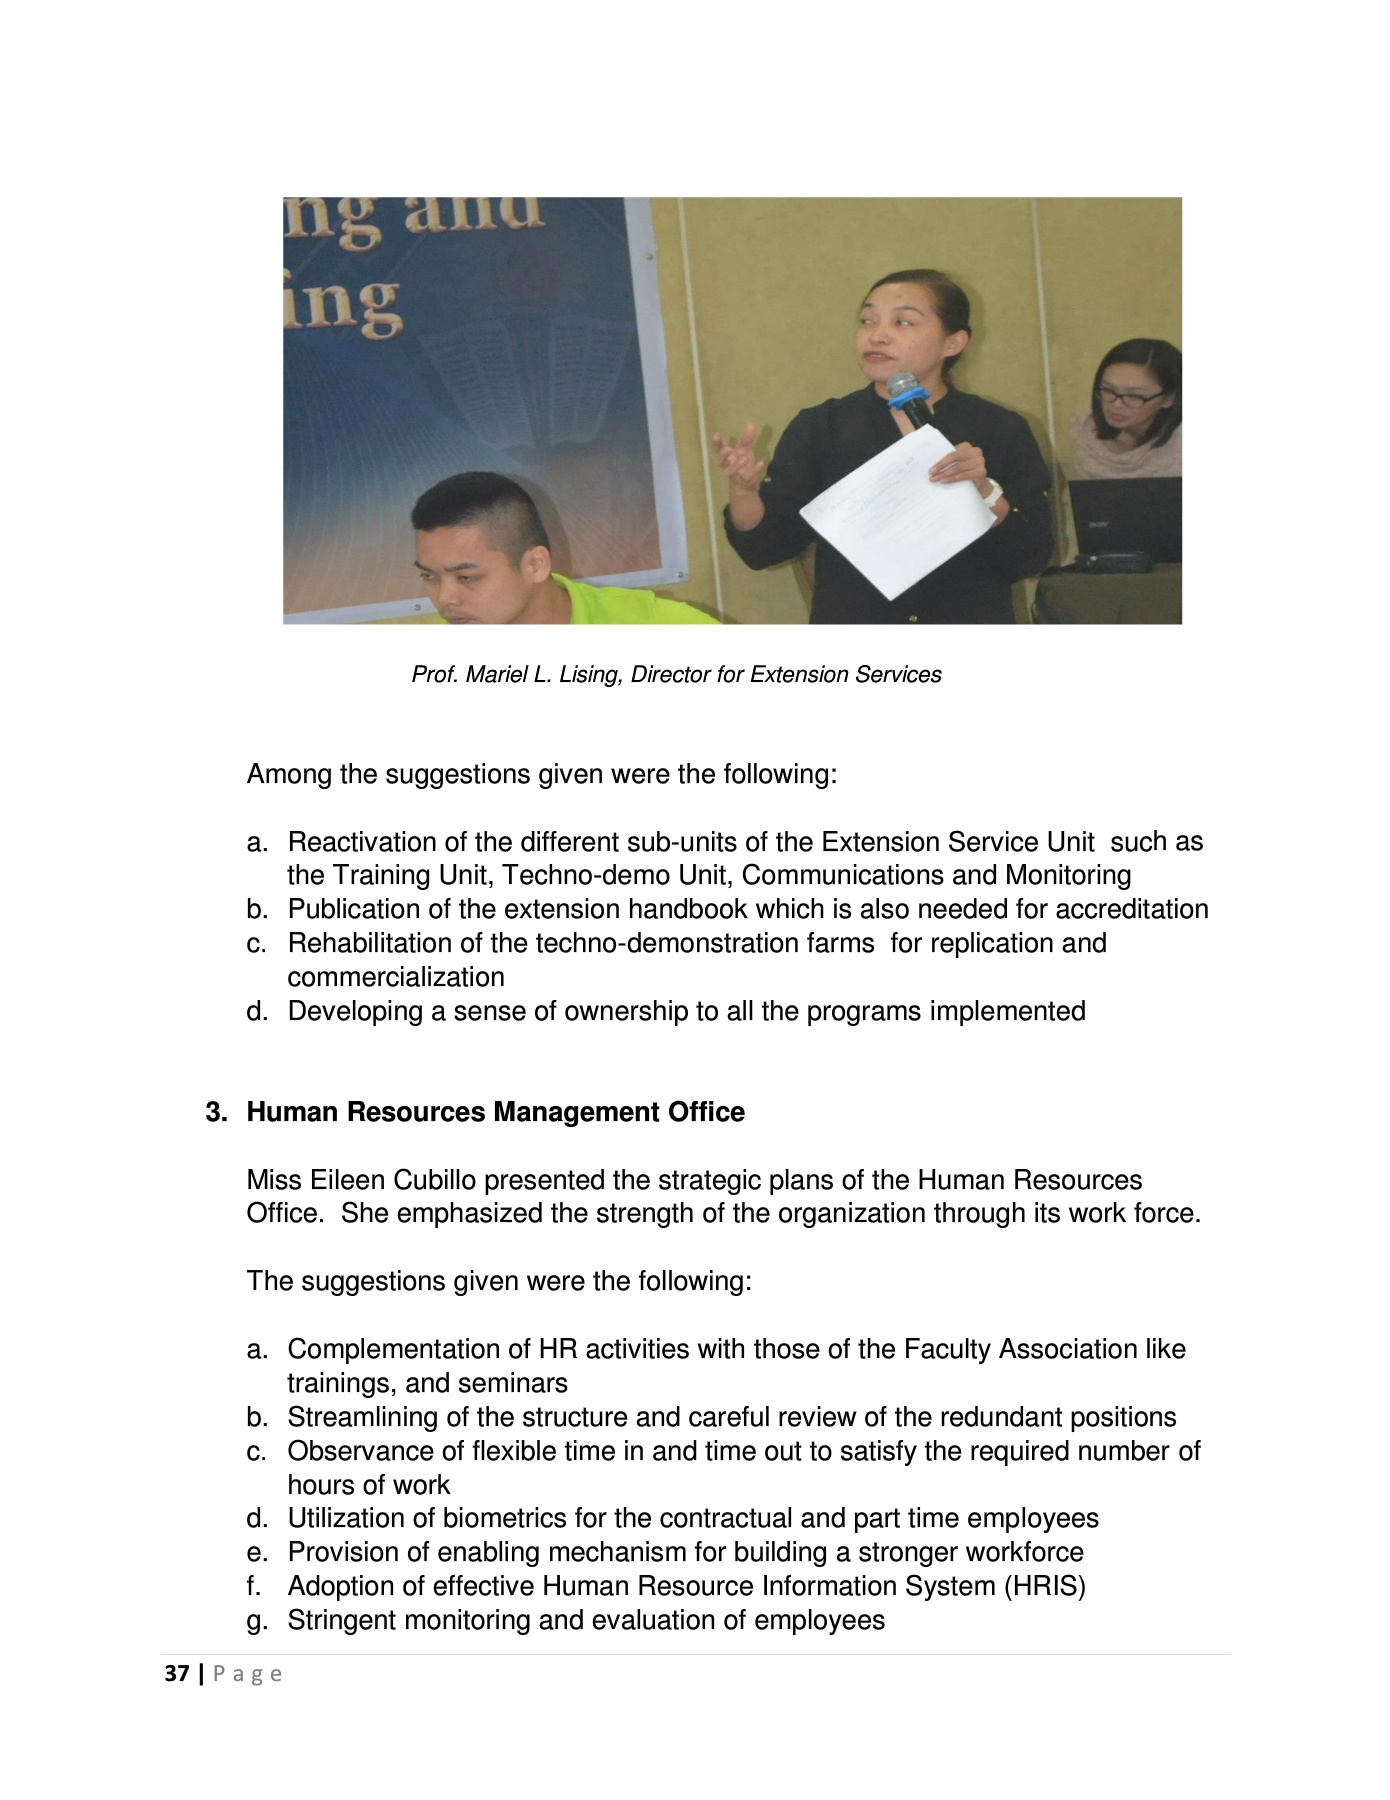 ng and
ing
acer
Prof. Mariel L. Lising, Director for Extension Services
Among the suggestions given were the following:
a. Reactivation of the different sub-units of the Extension Service Unit such as
the Training Unit, Techno-demo Unit, Communications and Monitoring
b. Publication of the extension handbook which is also needed for accreditation
c. Rehabilitation of the techno-demonstration farms for replication and
commercialization
d. Developing a sense of ownership to all the programs implemented
3. Human Resources Management Office
Miss Eileen Cubillo presented the strategic plans of the Human Resources
Office. She emphasized the strength of the organization through its work force.
The suggestions given were the following:
a. Complementation of HR activities with those of the Faculty Association like
trainings, and seminars
b. Streamlining of the structure and careful review of the redundant positions
c. Observance of flexible time in and time out to satisfy the required number of
hours of work
d. Utilization of biometrics for the contractual and part time employees
e. Provision of enabling mechanism for building a stronger workforce
f. Adoption of effective Human Resource Information System (HRIS)
g. Stringent monitoring and evaluation of employees
37 | Page